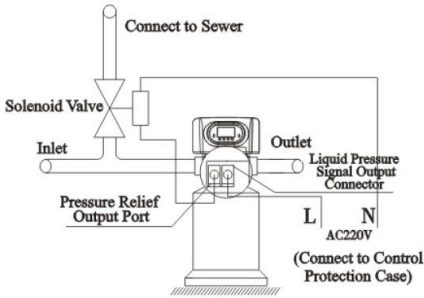 Connect to Sewer
Solenoid Valve
Inlet
Outlet
Liquid Pressure
Signal Output
Connector
Pressure Relief
Output Port
L N
AC220V
(Connect to Control
Protection Case)